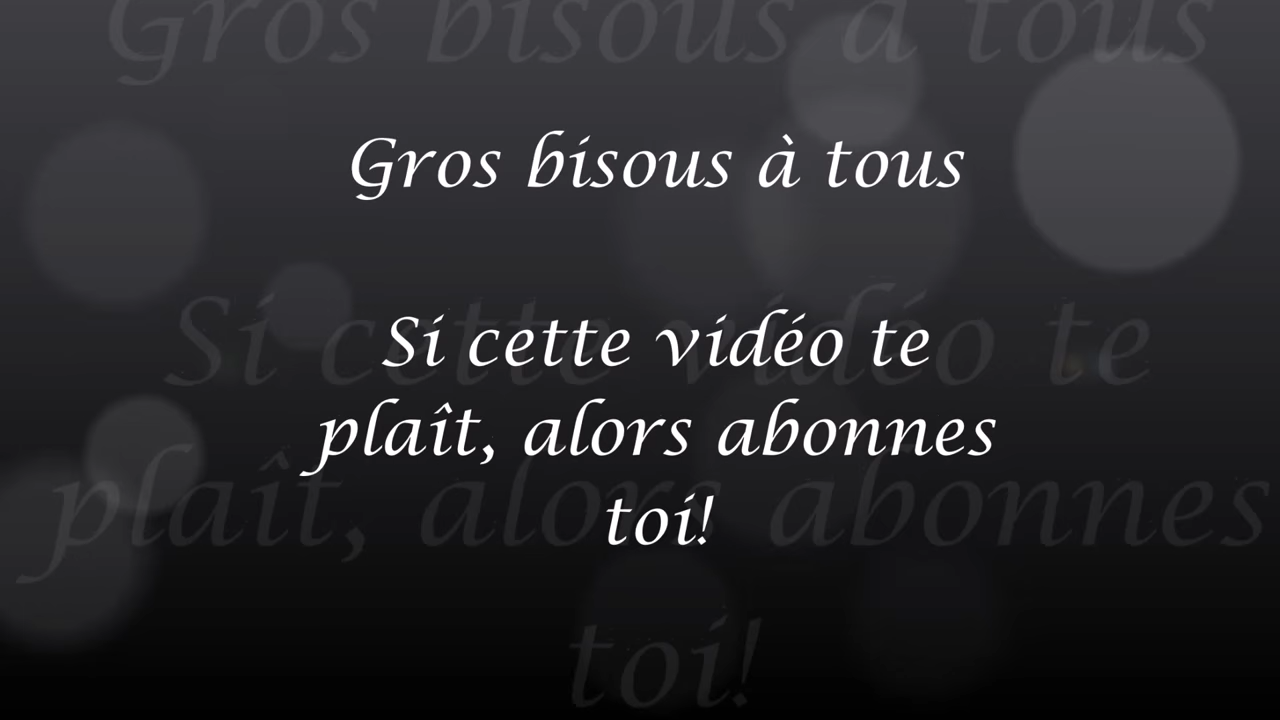 Gros bisous à tous
Si cette vidéo te
plaît, alors abonnes
toi!